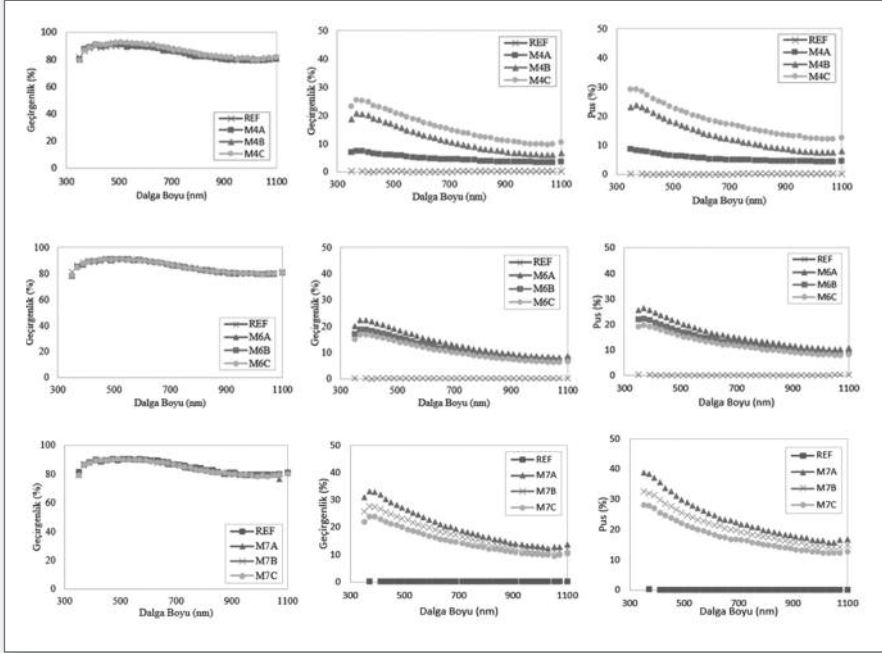 Geçirgenlik (%)
100
80
60
40
20
0
300
500
700
900
1100
Dalga Boyu (nm)
REF
M4A
M4B
M4C
Geçirgenlik (%)
50
40
30
20
10
0
300
500
700
900
1100
Dalga Boyu (nm)
REF
M4A
M4B
M4C
Pus (%)
50
40
30
20
10
0
300
500
700
900
1100
Dalga Boyu (nm)
REF
M4A
M4B
M4C
Geçirgenlik (%)
100
80
60
40
20
0
300
500
700
900
1100
Dalga Boyu (nm)
REF
M6A
M6B
M6C
Geçirgenlik (%)
50
40
30
20
10
0
300
500
700
900
1100
Dalga Boyu (nm)
REF
M6A
M6B
M6C
Pus (%)
50
40
30
20
10
0
300
500
700
900
1100
Dalga Boyu (nm)
REF
M6A
M6B
M6C
Geçirgenlik (%)
100
80
60
40
20
0
300
500
700
900
1100
Dalga Boyu (nm)
REF
M7A
M7B
M7C
Geçirgenlik (%)
50
40
30
20
10
0
300
500
700
900
1100
Dalga Boyu (nm)
REF
M7A
M7B
M7C
Pus (%)
50
40
30
20
10
0
300
500
700
900
1100
Dalga Boyu (nm)
REF
M7A
M7B
M7C